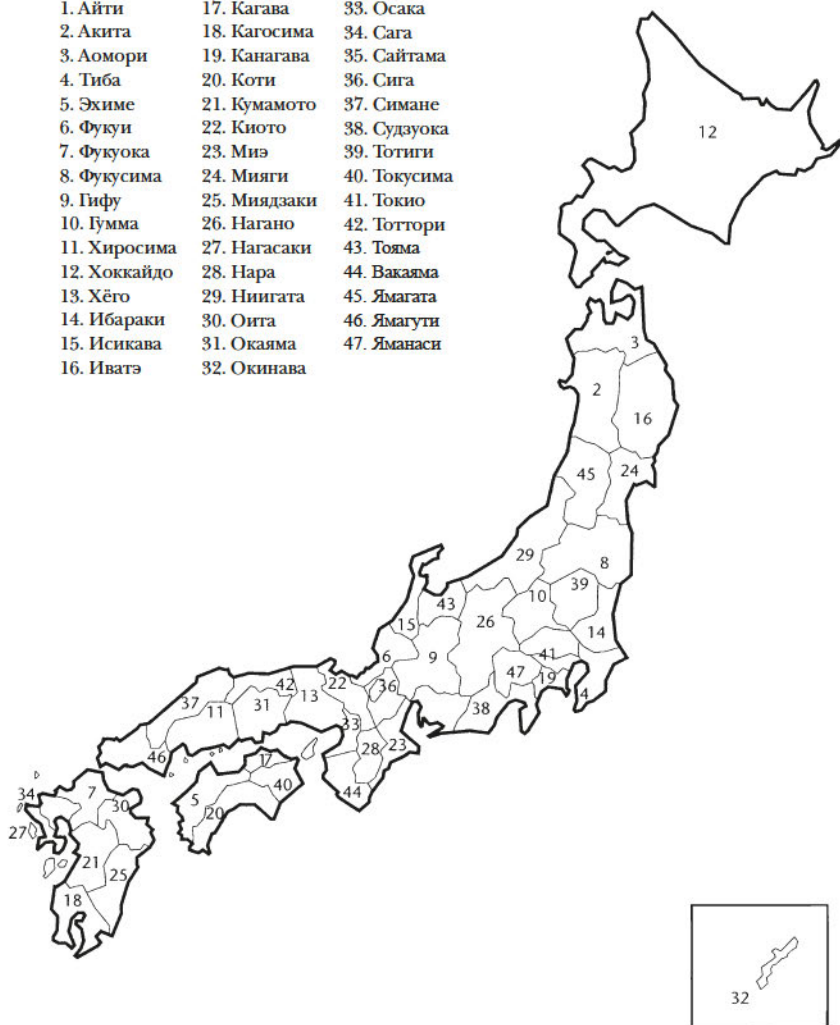 1. Айти
2. Акита
3. Аомори
4. Тиба
5. Эхиме
6. Фукуи
7. Фукуока
8. Фукусима
9. Гифу
10. Гумма
11. Хиросима
12. Хоккайдо
13. Хёго
14. Ибараки
15. Исикава
16. Иватэ
17. Кагава
18. Кагосима
19. Канагава
20. Коти
21. Кумамото
22. Киото
23. Миэ
24. Мияги
25. Миядзаки
26. Нагано
27. Нагасаки
28. Нара
29. Ниигата
30. Оита
31. Окаяма
32. Окинава
33. Осака
34. Сага
35. Сайтама
36. Сига
37. Симане
38. Судзуока
39. Тотиги
40. Токусима
41. Токио
42. Тоттори
43. Тояма
44. Вакаяма
45. Ямагата
46. Ямагути
47. Яманаси
12
3
2
16
45
24
29
8
39
10
43
15
26
14
6
9
41
47
19
4
36
22
42
13
37
31
11
38
33
28
23
46
17
44
40
5
20
7
34
30
27
21
25
18
32